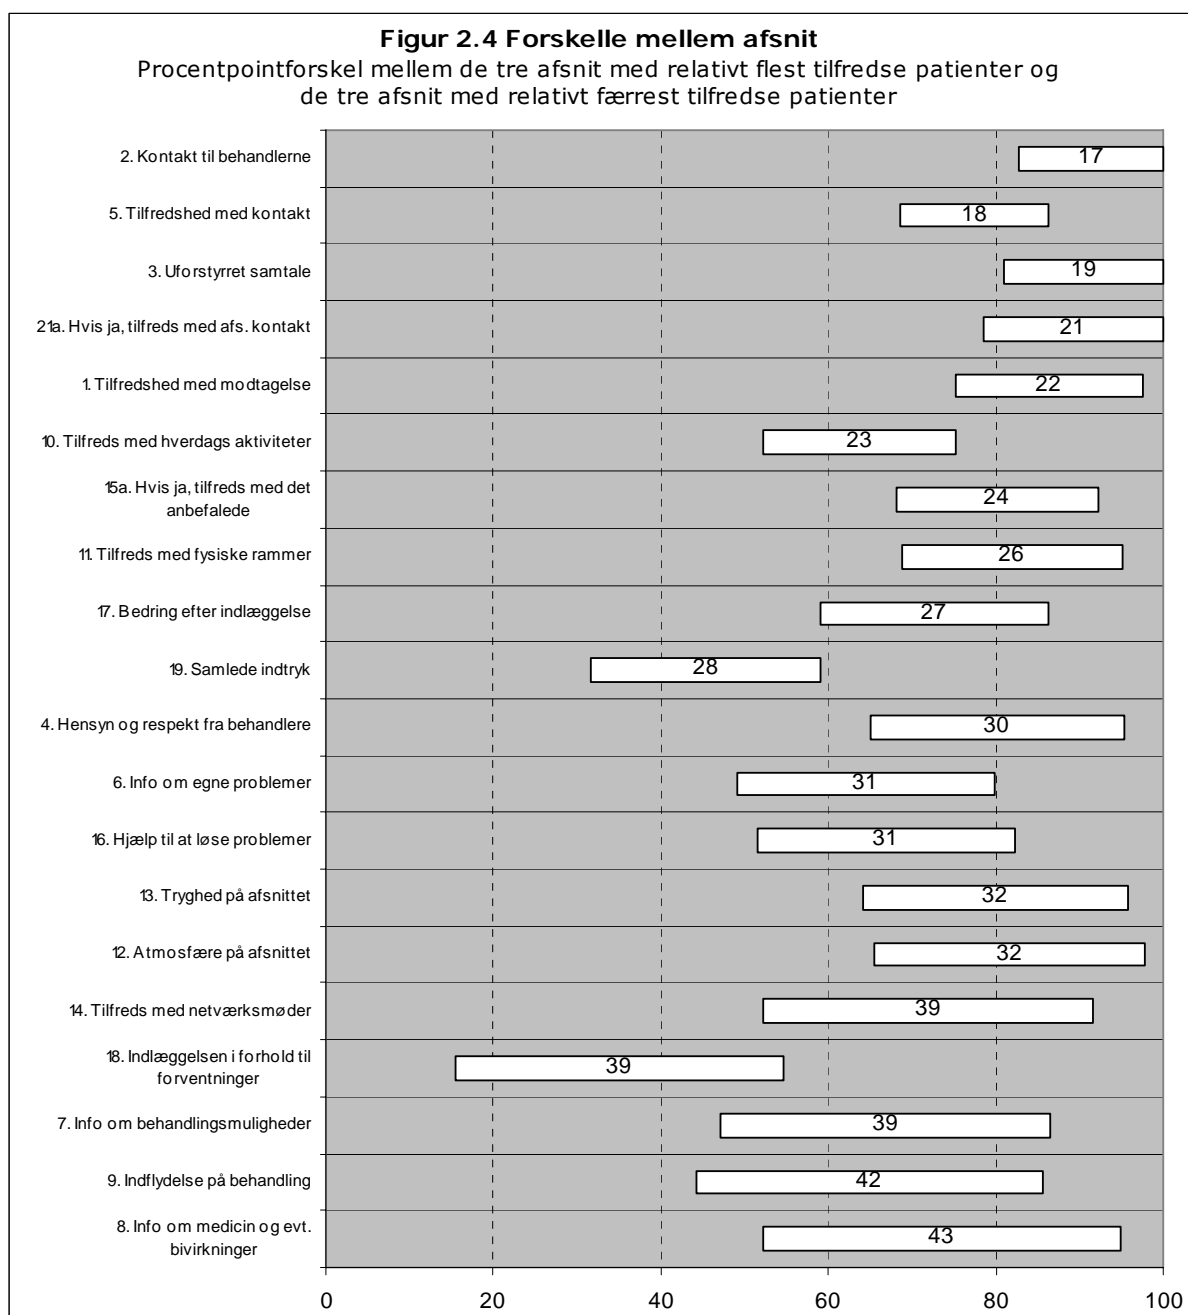 Figur 2.4 Forskelle mellem afsnit
Procentpointforskel mellem de tre afsnit med relativt flest tilfredse patienter og
de tre afsnit med relativt færrest tilfredse patienter
2. Kontakt til behandlerne
17
5. Tilfredshed med kontakt
18
3. Uforstyrret samtale
19
21a. Hvis ja, tilfreds med afs. kontakt
21
1. Tilfredshed med modtagelse
22
10. Tilfreds med hverdags aktiviteter
23
15a. Hvis ja, tilfreds med det
anbefalede
24
11. Tilfreds med fysiske rammer
26
17. Bedring efter indlæggelse
27
19. Samlede indtryk
28
4. Hensyn og respekt fra behandlere
30
6. Info om egne problemer
31
16. Hjælp til at løse problemer
31
13. Tryghed på afsnittet
32
12. Atmosfære på afsnittet
32
14. Tilfreds med netværksmøder
39
18. Indlæggelsen i forhold til
forventninger
39
7. Info om behandlingsmuligheder
39
9. Indflydelse på behandling
42
8. Info om medicin og evt.
bivirkninger
43
0 20 40 60 80 100